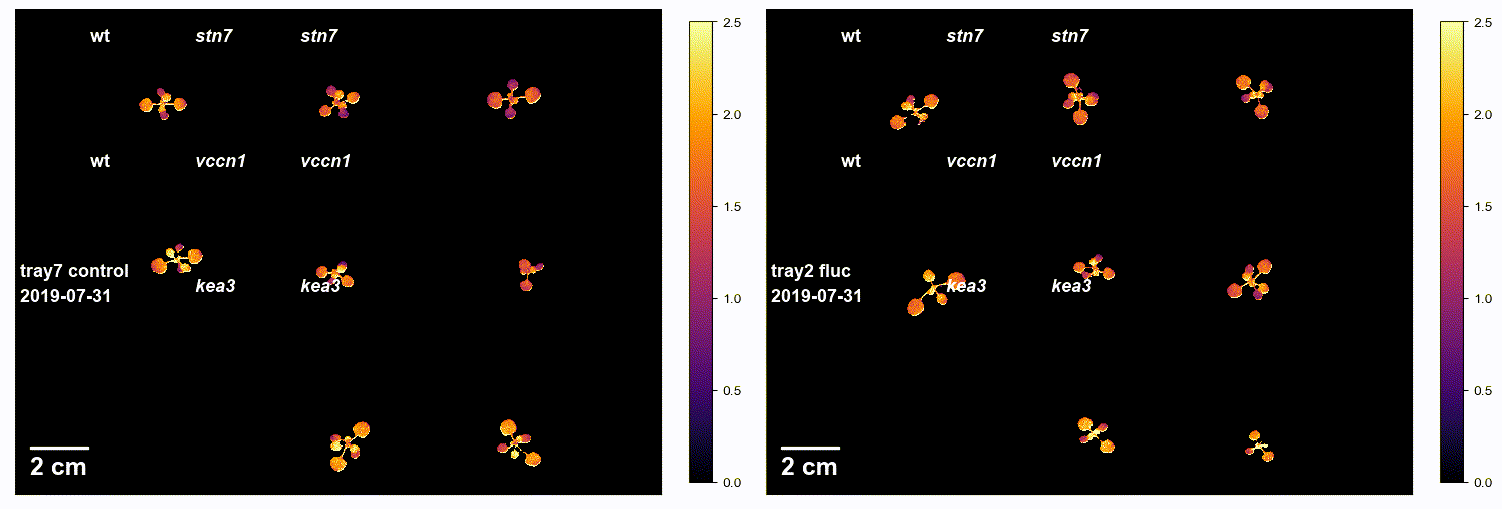 wt stn7 stn7
wt vccn1 vccn1
tray7 control
2019-07-31
kea3 kea3
2 cm
2.5
2.0
1.5
1.0
0.5
0.0
wt stn7 stn7
wt vccn1 vccn1
tray2 fluc
2019-07-31
kea3 kea3
2 cm
2.5
2.0
1.5
1.0
0.5
0.0